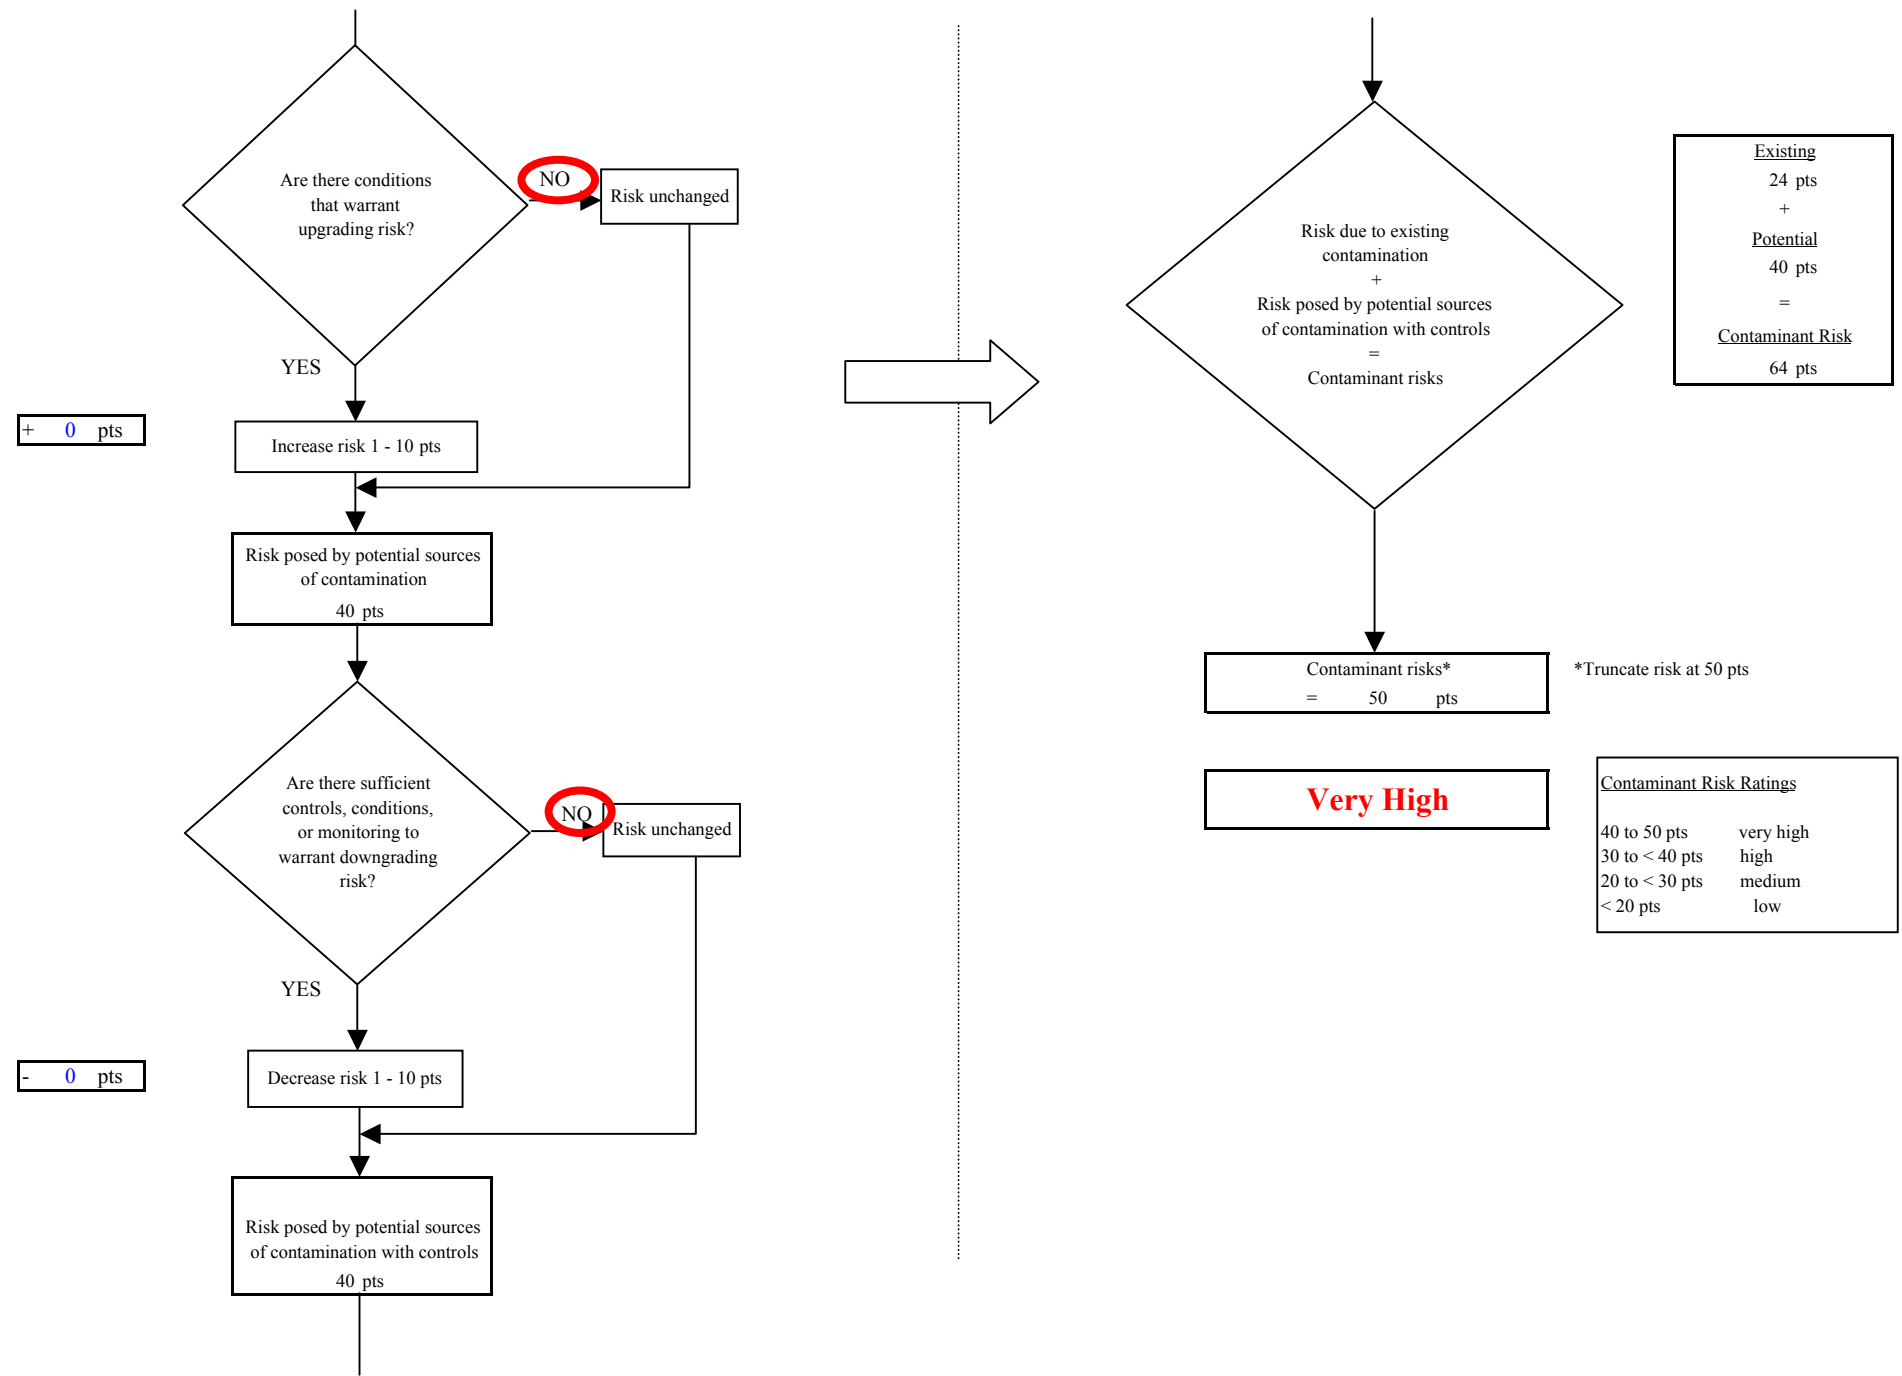 Are there conditions
that warrant
upgrading risk?
NO
Risk unchanged
YES
+ 0 pts
Increase risk 1 - 10 pts
Risk posed by potential sources
of contamination
40 pts
Are there sufficient
controls, conditions,
or monitoring to
warrant downgrading
risk?
NO
Risk unchanged
YES
- 0 pts
Decrease risk 1 - 10 pts
Risk posed by potential sources
of contamination with controls
40 pts
Risk due to existing
contamination
+
Risk posed by potential sources
of contamination with controls
=
Contaminant risks
Existing
24 pts
+
Potential
40 pts
=
Contaminant Risk
64 pts
Contaminant risks*
= 50 pts
*Truncate risk at 50 pts
Very High
Contaminant Risk Ratings
40 to 50 pts very high
30 to < 40 pts high
20 to < 30 pts medium
< 20 pts low